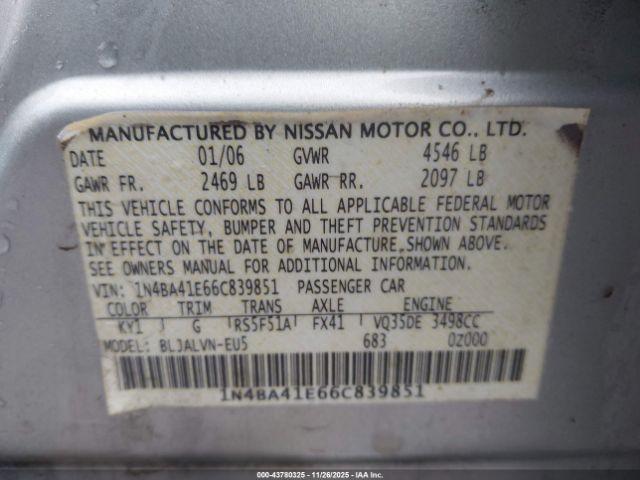 MANUFACTURED BY NISSAN MOTOR CO., LTD.
DATE 01/06 GVWR 4546 LB
GAWR FR. 2469 LB GAWR RR. 2097 LB
THIS VEHICLE CONFORMS TO ALL APPLICABLE FEDERAL MOTOR
VEHICLE SAFETY, BUMPER AND THEFT PREVENTION STANDARDS
IN EFFECT ON THE DATE OF MANUFACTURE SHOWN ABOVE.
SEE OWNERS MANUAL FOR ADDITIONAL INFORMATION.
VIN: 1N4BA41E66C839851 PASSENGER CAR
COLOR TRIM TRANS AXLE ENGINE
KY1 G RS5F51A FX41 VQ35DE 3498CC
MODEL: BLJALVN-EU5 683 0Z000
1N4BA41E66C839851
000-43780325 | 11/26/2025 | IAA Inc.